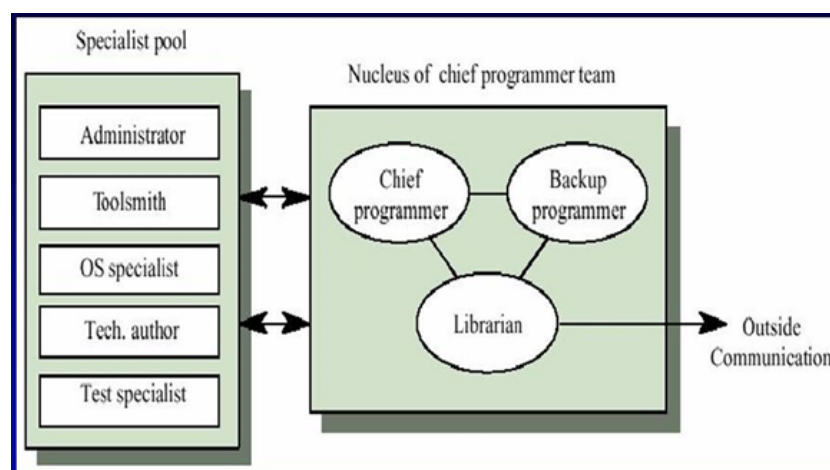 Specialist pool
Administrator
Toolsmith
OS specialist
Tech. author
Test specialist
Nucleus of chief programmer team
Chief
programmer
Backup
programmer
Librarian
Outside
Communication